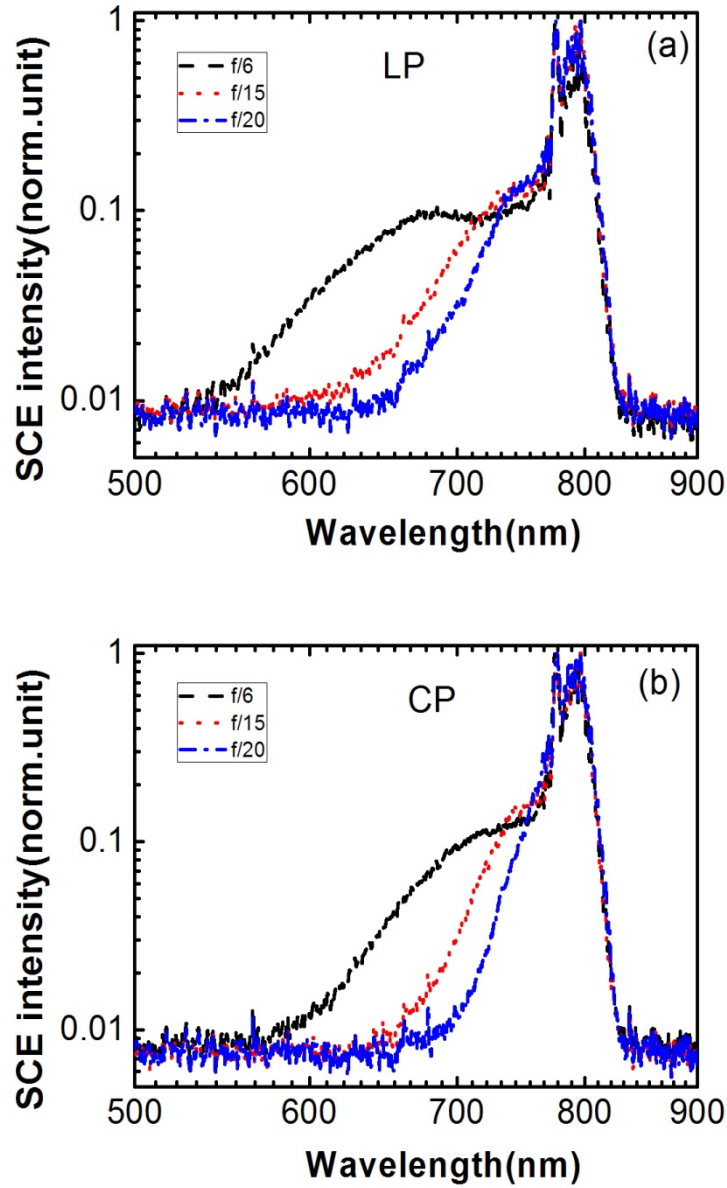 1
(a)
LP
f/6
f/15
f/20
0.1
0.01
SCE intensity(norm.unit)
500 600 700 800 900
Wavelength(nm)
1
(b)
CP
f/6
f/15
f/20
0.1
0.01
SCE intensity(norm.unit)
500 600 700 800 900
Wavelength(nm)